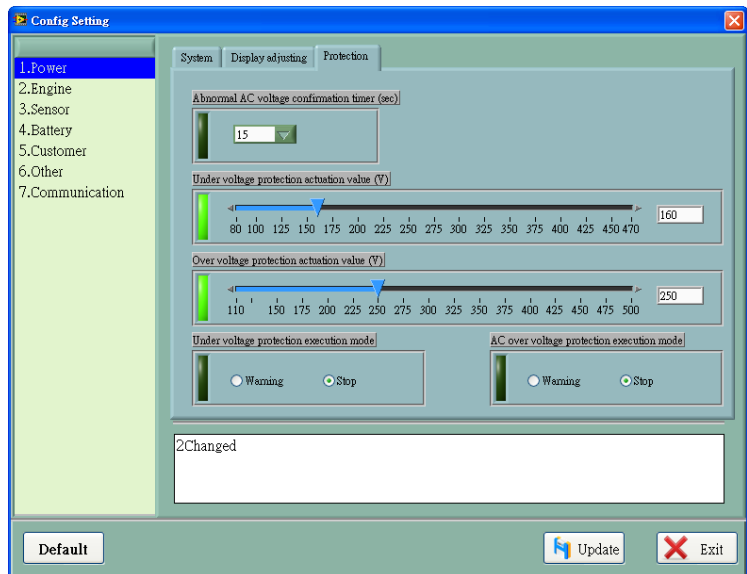 Config Setting
1.Power
2.Engine
3.Sensor
4.Battery
5.Customer
6.Other
7.Communication
System Display adjusting Protection
Abnormal AC voltage confirmation timer (sec)
15
Under voltage protection actuation value (V)
80 100 125 150 175 200 225 250 275 300 325 350 375 400 425 450 470
160
Over voltage protection actuation value (V)
110 150 175 200 225 250 275 300 325 350 375 400 425 450 475 500
250
Under voltage protection execution mode
Warning Stop
AC over voltage protection execution mode
Warning Stop
2Changed
Default Update Exit